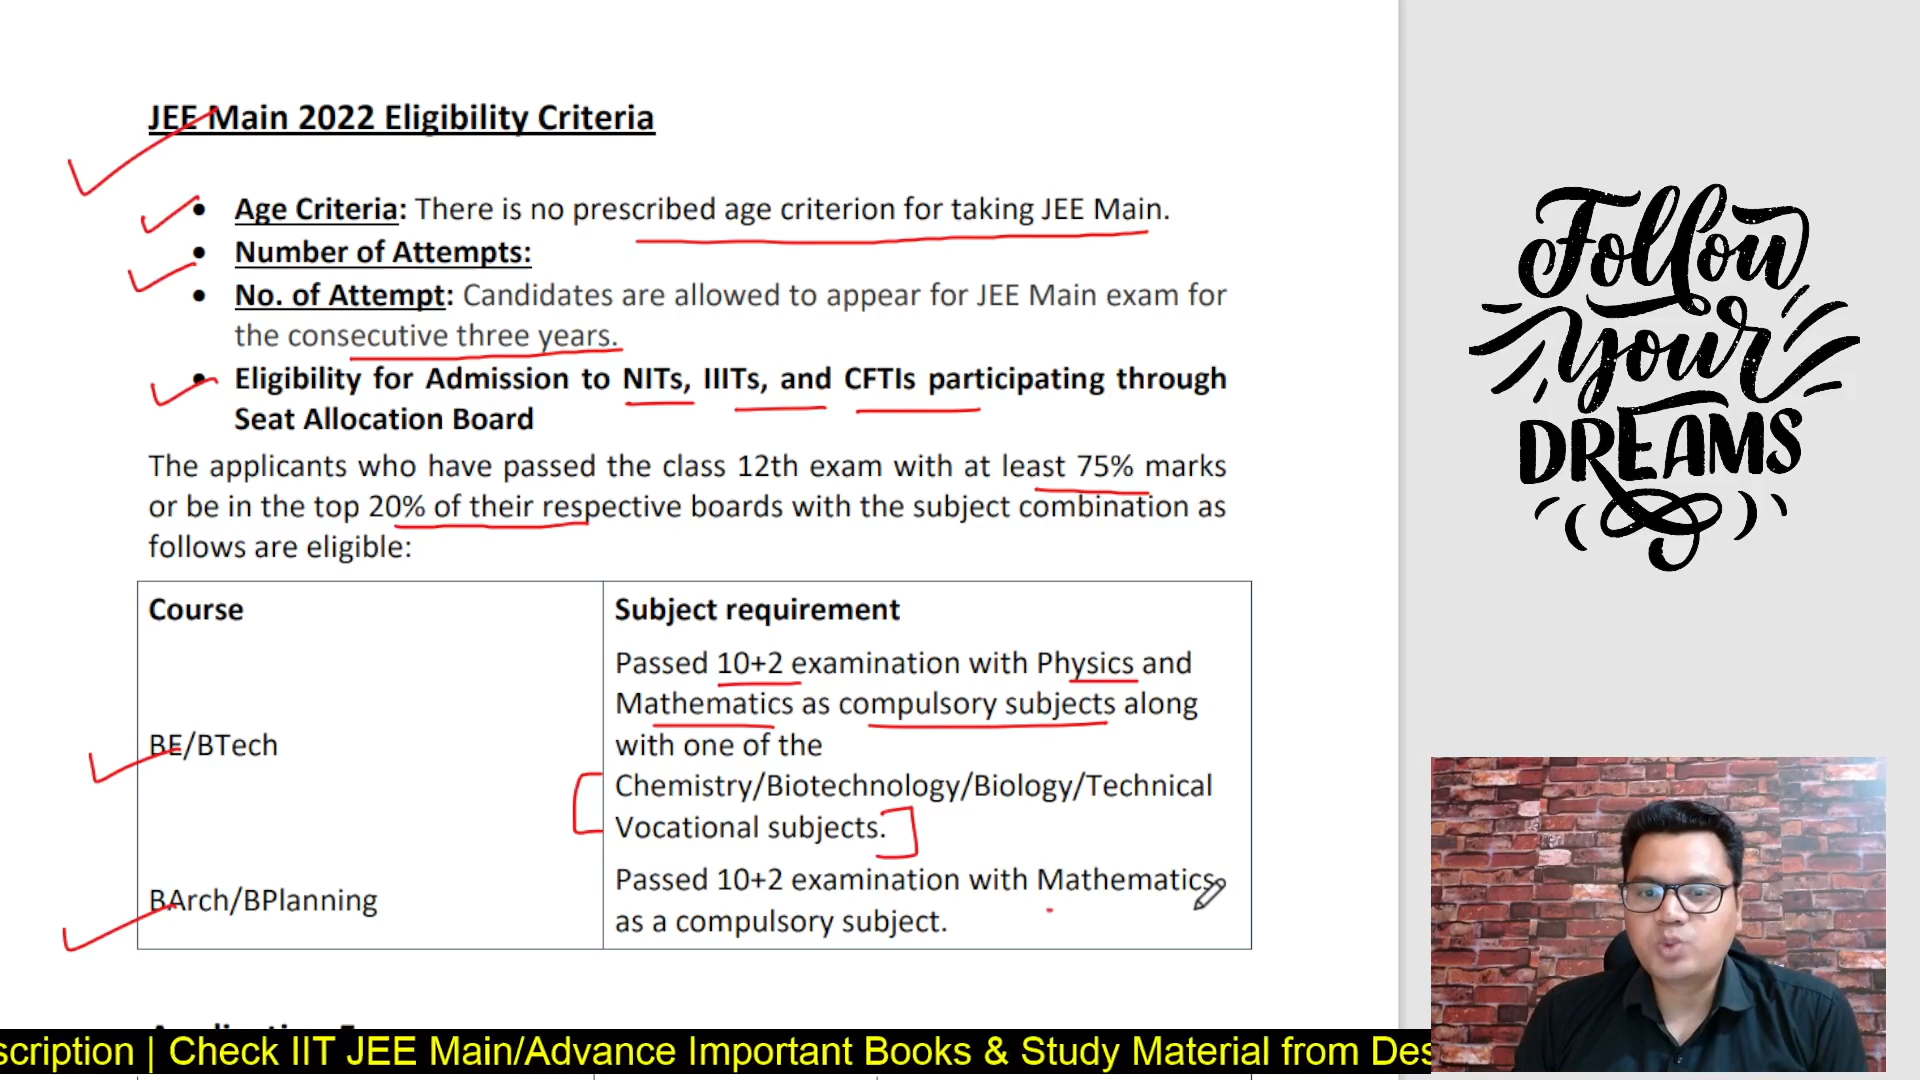 JEE Main 2022 Eligibility Criteria
• Age Criteria: There is no prescribed age criterion for taking JEE Main.
• Number of Attempts:
• No. of Attempt: Candidates are allowed to appear for JEE Main exam for
the consecutive three years.
• Eligibility for Admission to NITs, IIITs, and CFTIs participating through
Seat Allocation Board
The applicants who have passed the class 12th exam with at least 75% marks
or be in the top 20% of their respective boards with the subject combination as
follows are eligible:
Course
Subject requirement
BE/BTech
Passed 10+2 examination with Physics and
Mathematics as compulsory subjects along
with one of the
Chemistry/Biotechnology/Biology/Technical
Vocational subjects.
BArch/BPlanning
Passed 10+2 examination with Mathematics
as a compulsory subject.
Follow
Your
DREAMS
scription | Check IIT JEE Main/Advance Important Books & Study Material from Des